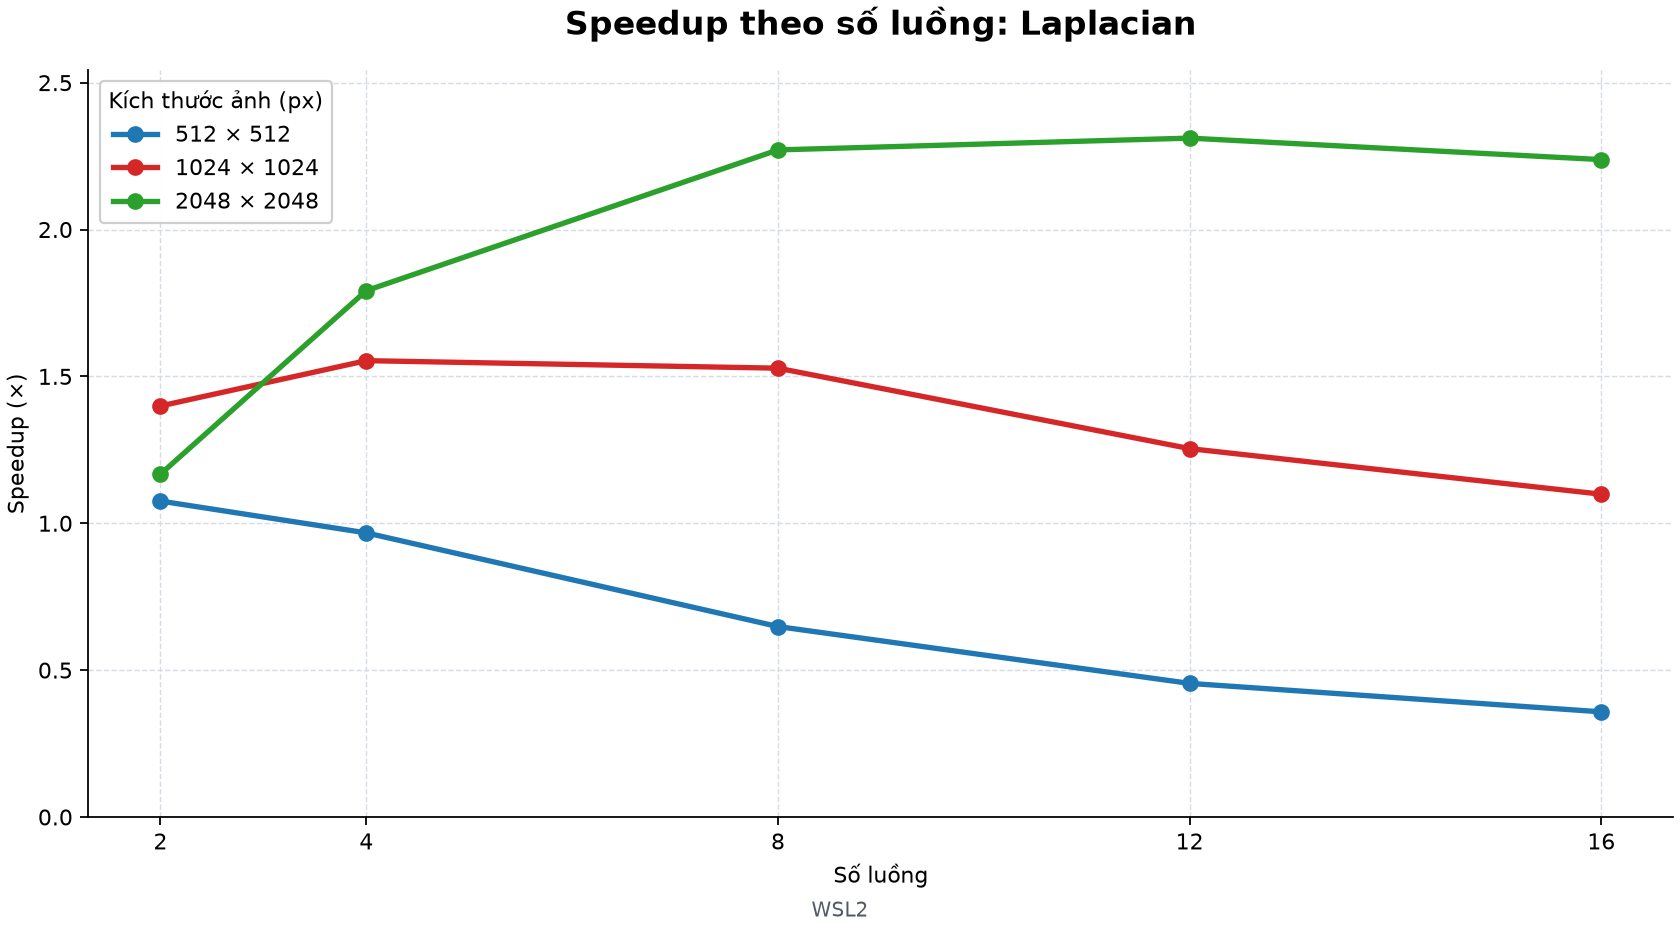 Speedup theo số luồng: Laplacian
Kích thước ảnh (px)
512 × 512
1024 × 1024
2048 × 2048
Speedup (×)
2.5
2.0
1.5
1.0
0.5
0.0
2 4 8 12 16
Số luồng
WSL2